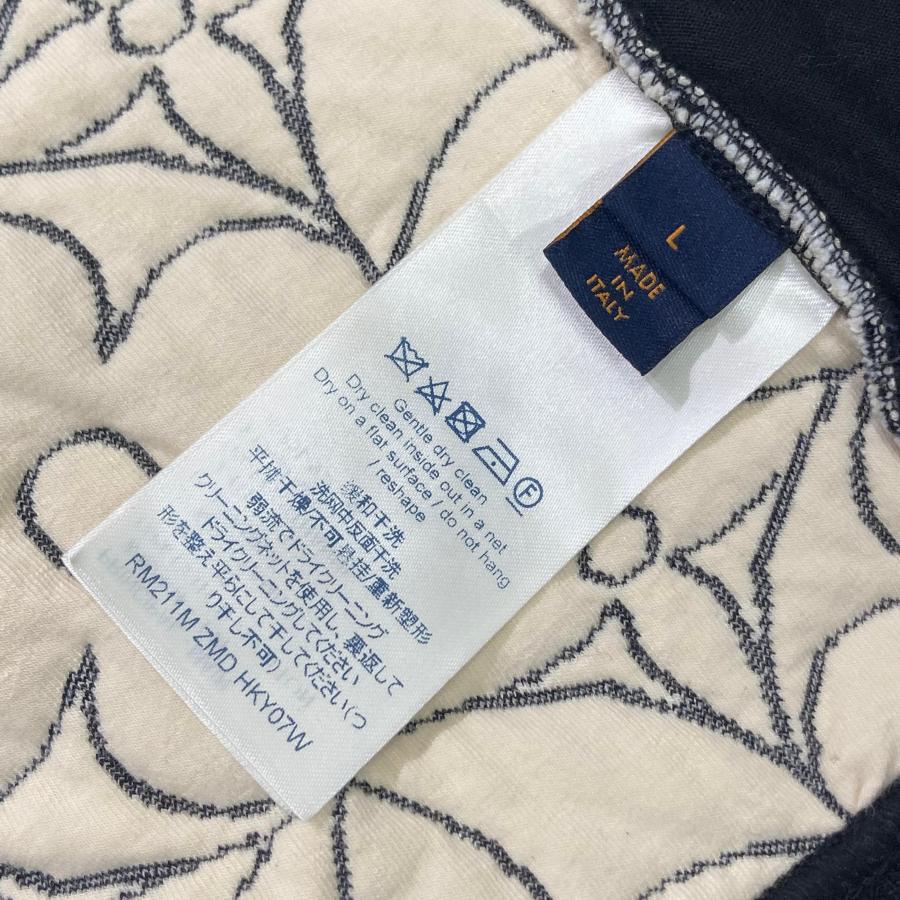 L
MADE
IN
ITALY
F
Gentle dry clean
Dry clean inside out in a net
Dry on a flat surface / do not hang
/ reshape
缓和干洗
洗网中反面干洗
平摊干燥/不可悬挂/重新塑形
弱流でドライクリーニング
クリーニングネットを使用し、裏返して
ドライクリーニングしてください
形を整え平らにして干してください(つ
り干し不可)
RM211M ZMD HKY07W